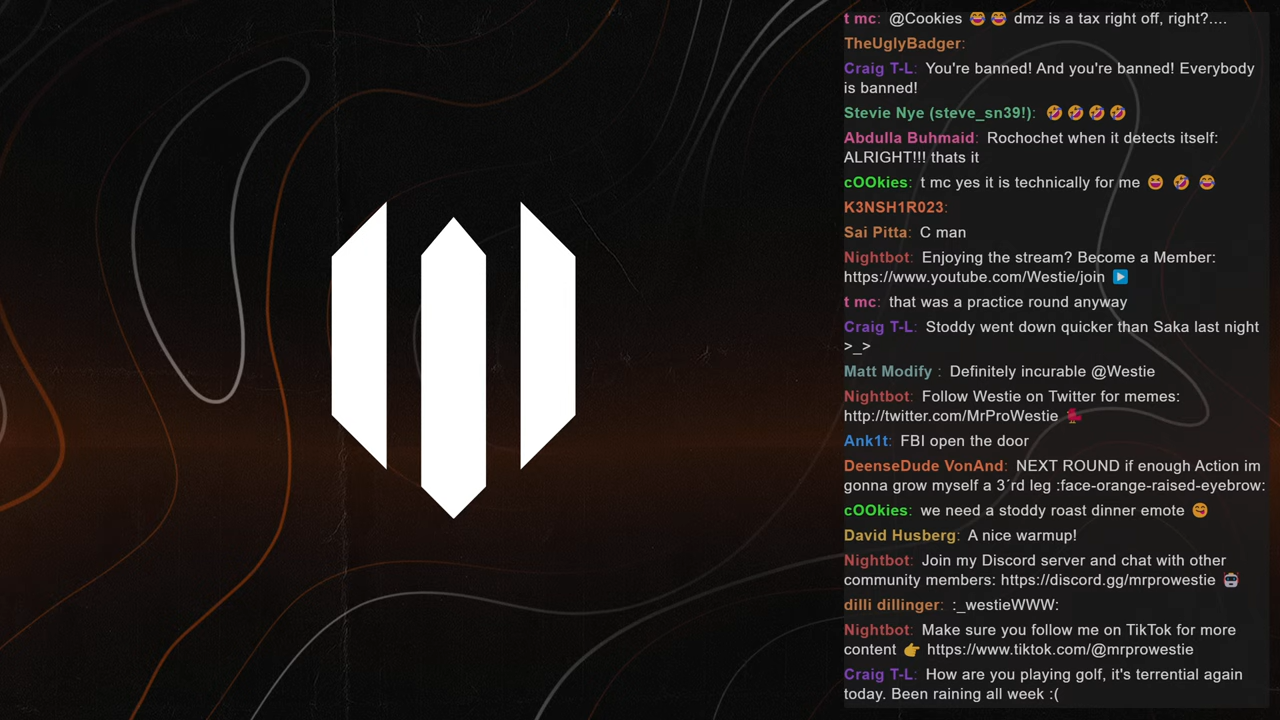 t mc: @Cookies 😂 😂 dmz is a tax right off, right?....
TheUglyBadger:
Craig T-L: You're banned! And you're banned! Everybody
is banned!
Stevie Nye (steve_sn39!): 🤣 🤣 🤣 🤣
Abdulla Buhmaid: Rochochet when it detects itself:
ALRIGHT!!! thats it
cOOkies: t mc yes it is technically for me 😆 🤣 😂
K3NSH1R023:
Sai Pitta: C man
Nightbot: Enjoying the stream? Become a Member:
https://www.youtube.com/Westie/join ▶️
t mc: that was a practice round anyway
Craig T-L: Stoddy went down quicker than Saka last night
>_>
Matt Modify : Definitely incurable @Westie
Nightbot: Follow Westie on Twitter for memes:
http://twitter.com/MrProWestie 🐦
Ank1t: FBI open the door
DeenseDude VonAnd: NEXT ROUND if enough Action im
gonna grow myself a 3´rd leg :face-orange-raised-eyebrow:
cOOkies: we need a stoddy roast dinner emote 😋
David Husberg: A nice warmup!
Nightbot: Join my Discord server and chat with other
community members: https://discord.gg/mrprowestie 🤖
dilli dillinger: :_westieWWW:
Nightbot: Make sure you follow me on TikTok for more
content 👉 https://www.tiktok.com/@mrprowestie
Craig T-L: How are you playing golf, it's terrential again
today. Been raining all week :(